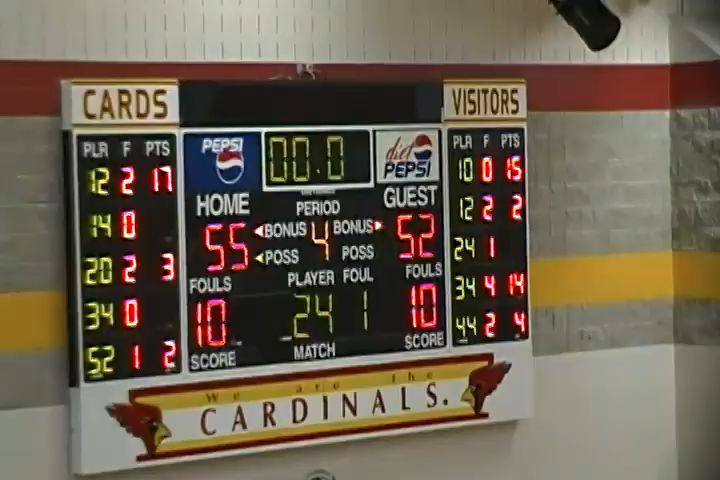 CARDS
VISITORS
PLR F PTS
12 2 17
14 0
20 2 3
34 0
52 1 2
PEPSI
00.0
diet PEPSI
HOME
PERIOD
GUEST
55
BONUS
4
BONUS
52
POSS
POSS
FOULS
PLAYER FOUL
FOULS
10
24 1
10
SCORE
MATCH
SCORE
PLR F PTS
10 0 15
12 2 2
24 1
34 4 14
44 2 4
We are the
CARDINALS.